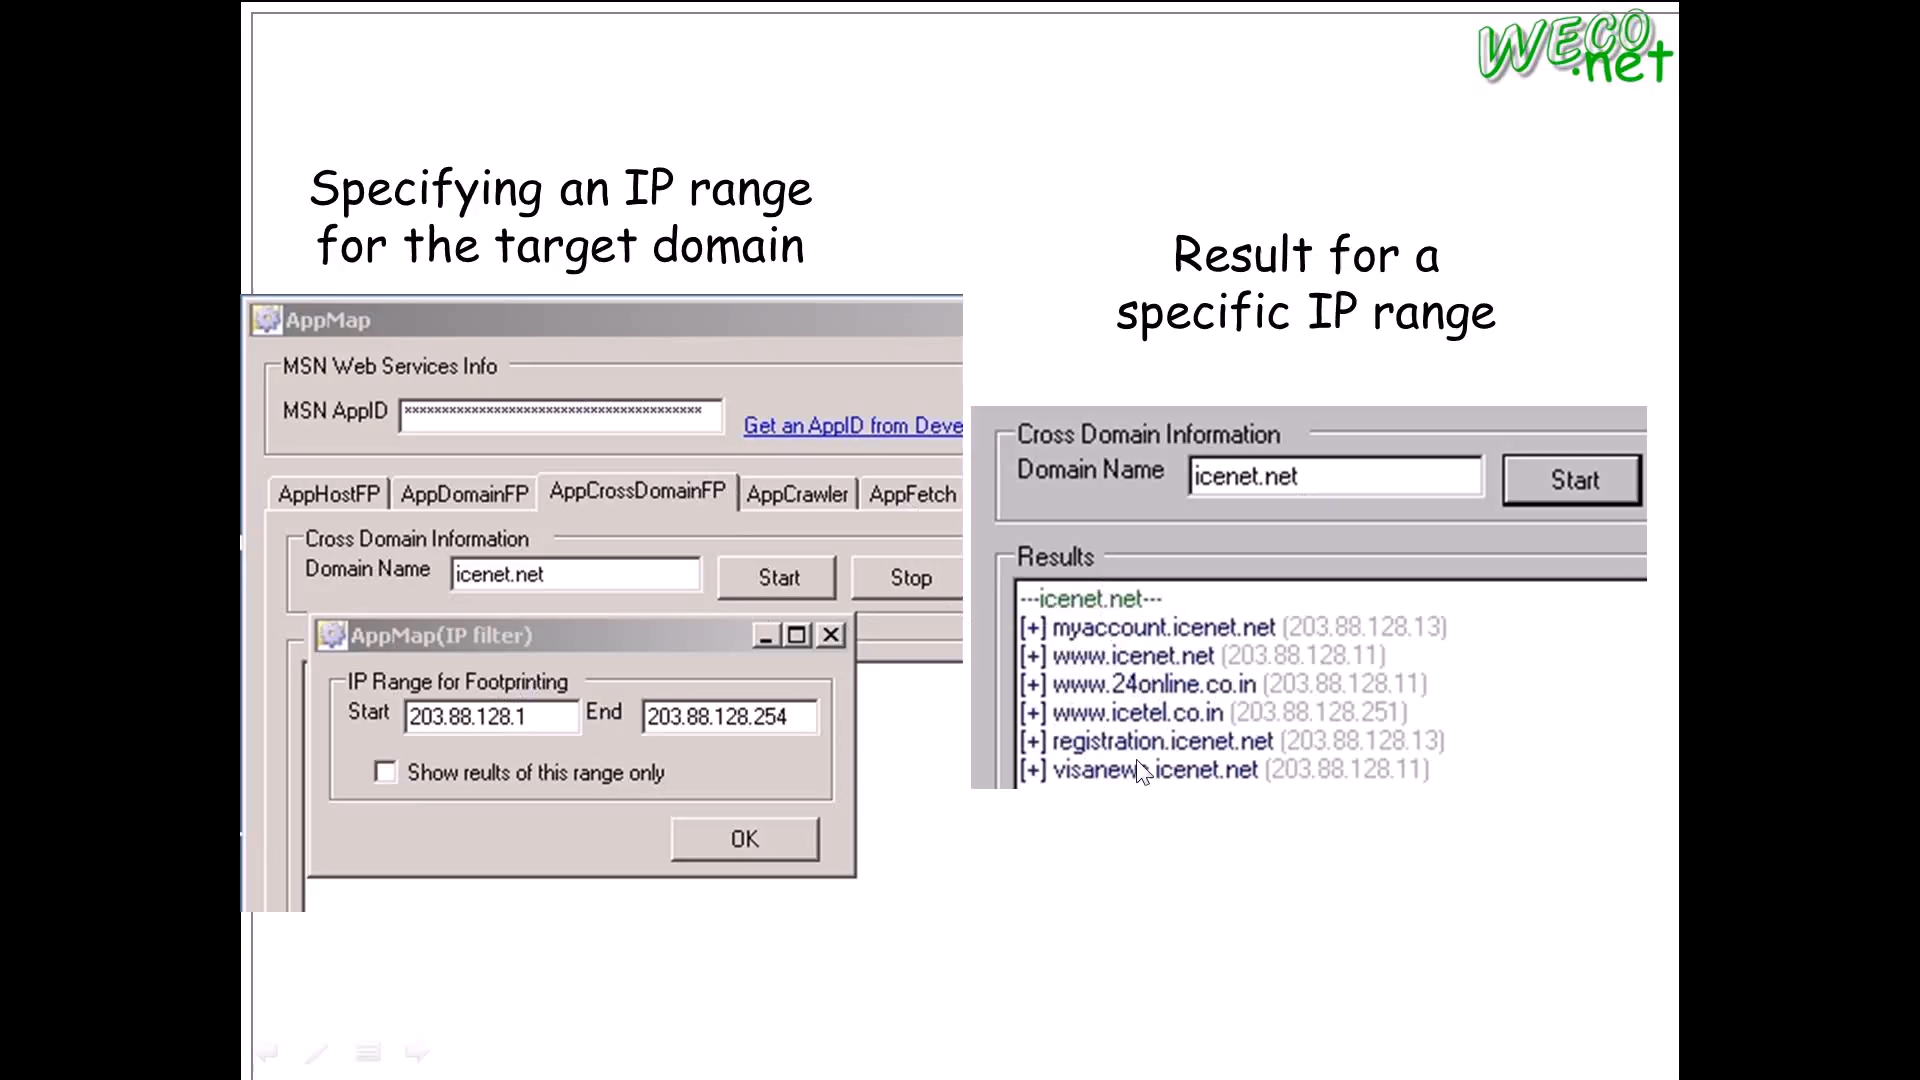 WECO
.net
Specifying an IP range
for the target domain
AppMap
MSN Web Services Info
MSN AppID ****************************************
Get an AppID from Deve
AppHostFP AppDomainFP AppCrossDomainFP AppCrawler AppFetch
Cross Domain Information
Domain Name icenet.net Start Stop
AppMap(IP filter)
IP Range for Footprinting
Start 203.88.128.1 End 203.88.128.254
Show reults of this range only
OK
Result for a
specific IP range
Cross Domain Information
Domain Name icenet.net Start
Results
---icenet.net---
[+] myaccount.icenet.net (203.88.128.13)
[+] www.icenet.net (203.88.128.11)
[+] www.24online.co.in (203.88.128.11)
[+] www.icetel.co.in (203.88.128.251)
[+] registration.icenet.net (203.88.128.13)
[+] (203.88.128.11)